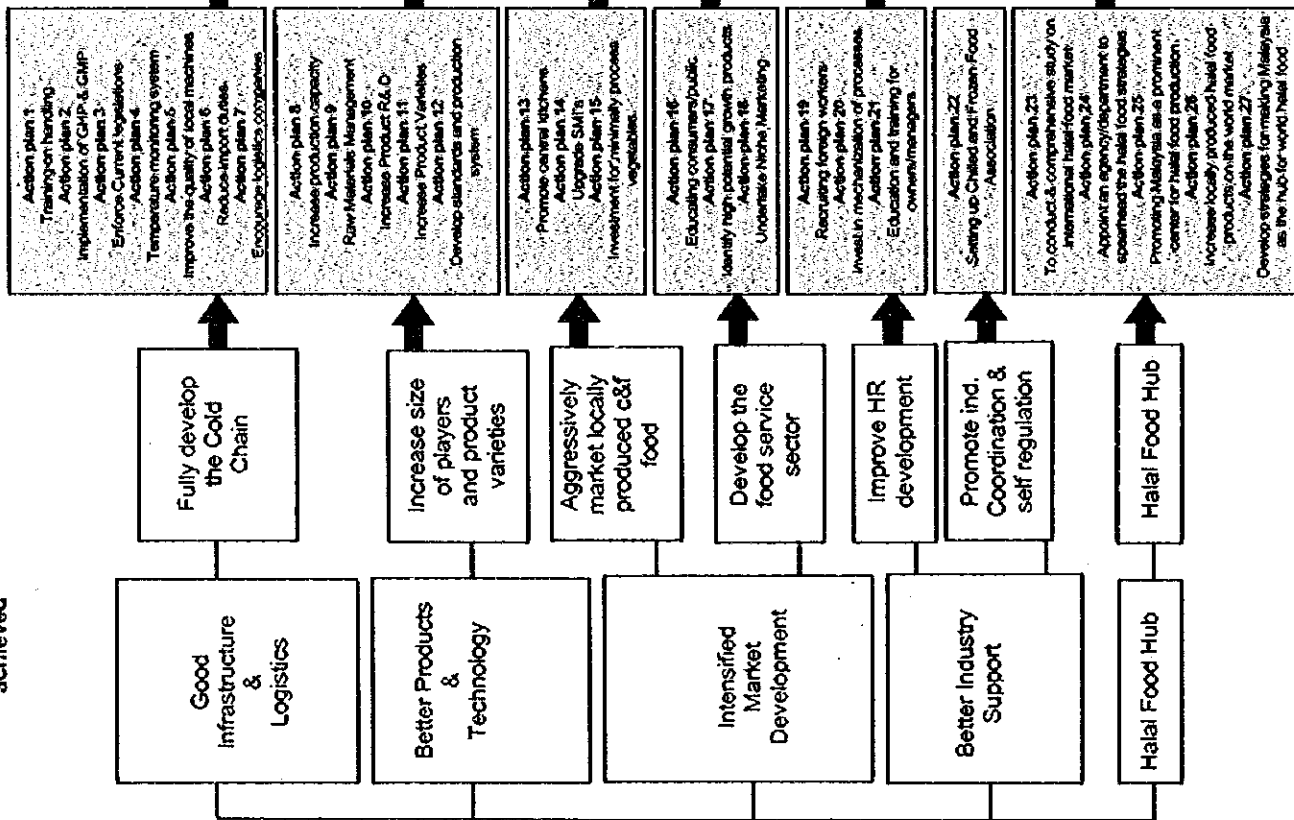 achieved
Good
Infrastructure
&
Logistics
Better Products
&
Technology
Intensified
Market
Development
Better Industry
Support
Halal Food Hub
Fully develop
the Cold
Chain
Increase size
of players
and product
varieties
Aggressively
market locally
produced c&f
food
Develop the
food service
sector
Improve HR
development
Promote ind.
Coordination &
self regulation
Halal Food Hub
Action plan 1
Training on handling
Action plan 2
Implementation of GHP & GMP
Action plan 3
Enforce Current legislations
Action plan 4
Temperature monitoring system
Action plan 5
Improve the quality of local machines
Action plan 6
Reduce import duties
Action plan 7
Encourage logistics companies
Action plan 8
Increase production capacity
Action plan 9
Raw Materials Management
Action plan 10
Increase Product R& D
Action plan 11
Increase Product Varieties
Action plan 12
Develop standards and production
system
Action plan 13
Promote central kitchens
Action plan 14
Upgrade SMI's
Action plan 15
Investment for minimally process
vegetables.
Action plan 16
Educating consumers/public
Action plan 17
Identify high potential growth products
Action plan 18
Undertake Niche Marketing
Action plan 19
Recruiting foreign workers
Action plan 20
Invest in mechanization of processes.
Action plan 21
Education and training for
owners/managers
Action plan 22
Setting up Chilled and Frozen Food
Association
Action plan 23
To conduct a comprehensive study on
international halal food market
Action plan 24
Appoint an agency/department to
spearhead the halal food strategies
Action plan 25
Promoting Malaysia as a prominent
center for halal food production
Action plan 26
Increase locally produced halal food
products on the world market
Action plan 27
Develop strategies for making Malaysia
as the hub for world halal food